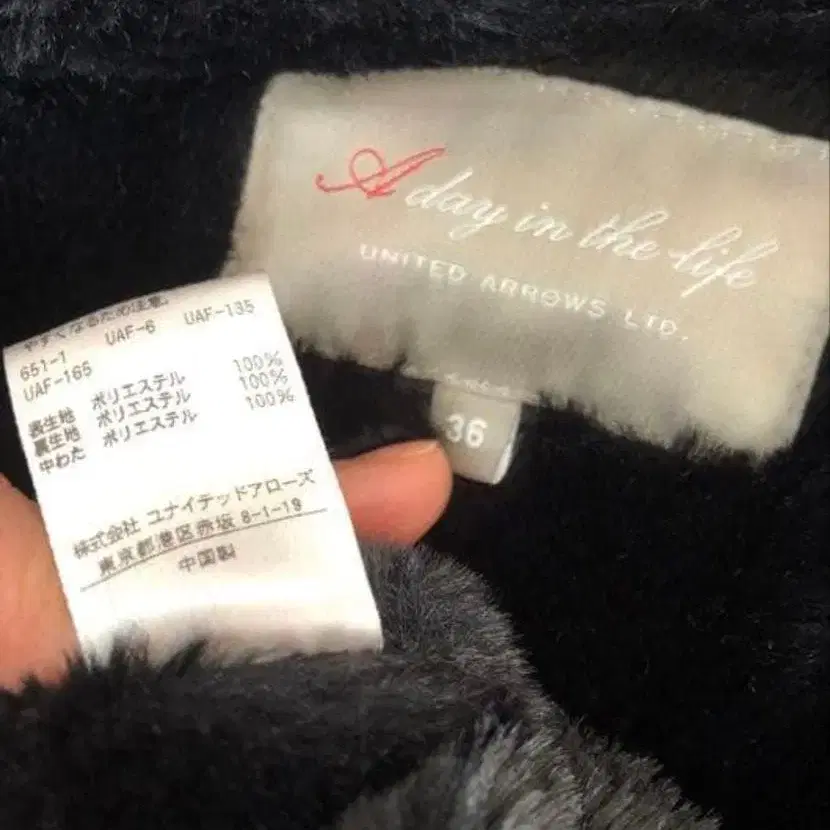 A day in the life
UNITED ARROWS LTD.
36
やすくなるため注意。
651-1 UAF-6 UAF-135
UAF-165
表生地 ポリエステル 100%
裏生地 ポリエステル 100%
中わた ポリエステル 100%
株式会社 ユナイテッドアローズ
東京都港区赤坂 8-1-19
中国製